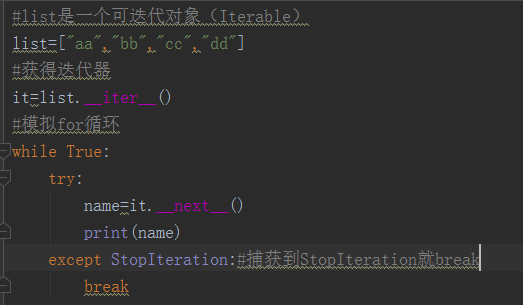 #list是一个可迭代对象（Iterable）
list=["aa","bb","cc","dd"]
#获得迭代器
it=list.__iter__()
#模拟for循环
while True:
    try:
        name=it.__next__()
        print(name)
    except StopIteration:#捕获到StopIteration就break
        break